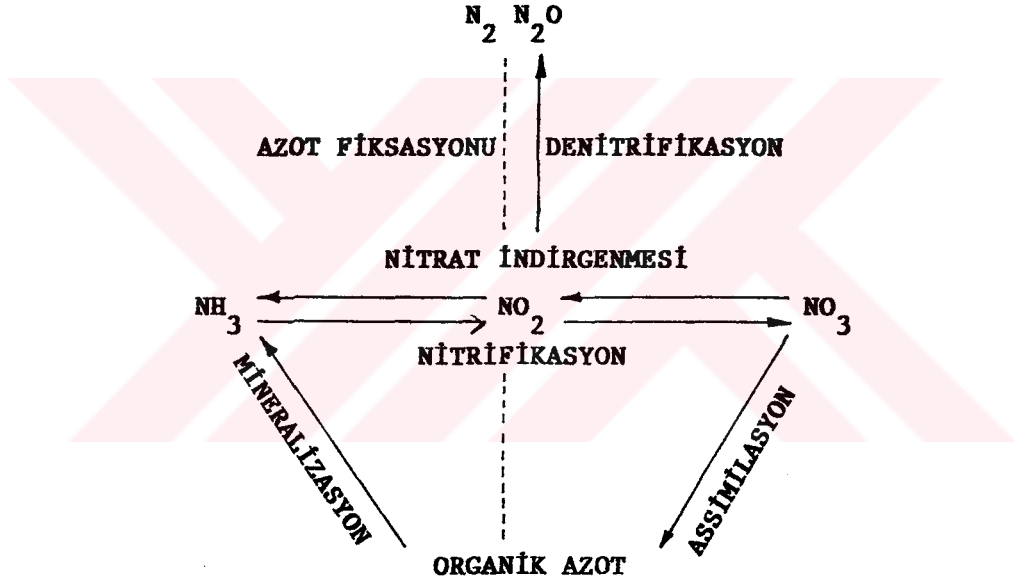 N2 N2O
AZOT FİKSASYONU
DENİTRİFİKASYON
NİTRAT İNDİRGENMESİ
NH3
NO2
NO3
NİTRİFİKASYON
MİNERALİZASYON
ASSİMİLASYON
ORGANİK AZOT